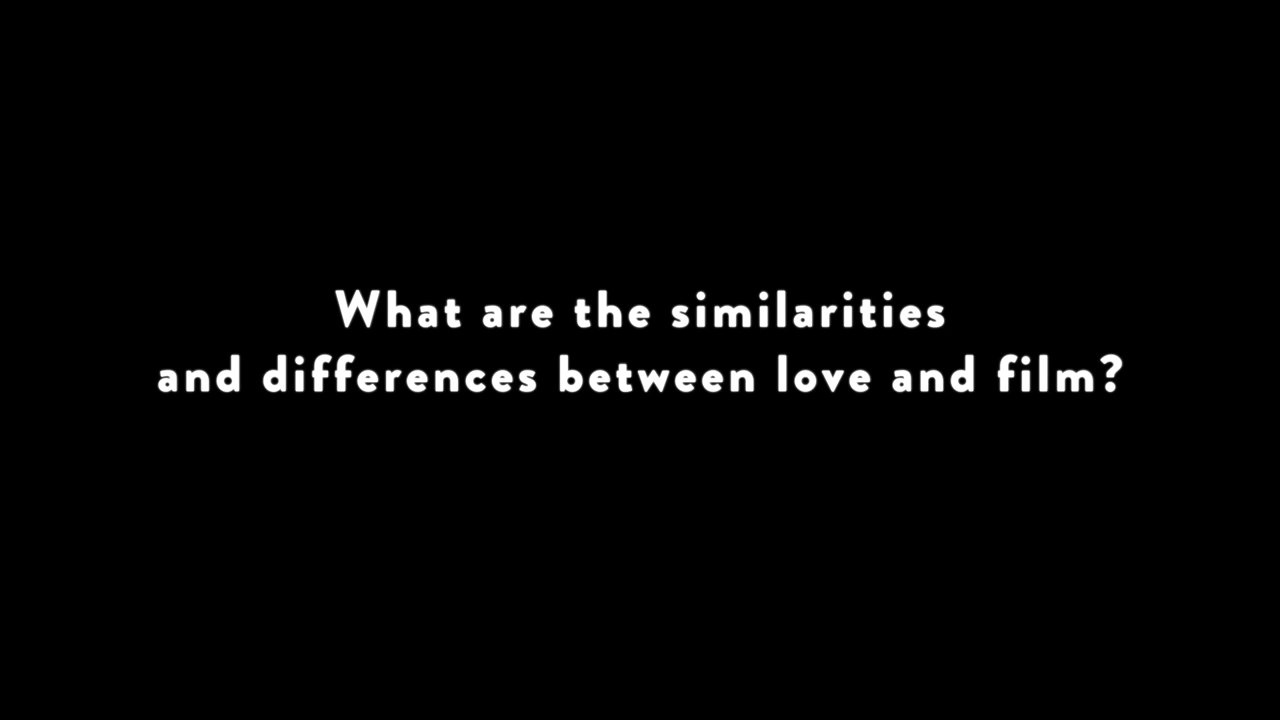 What are the similarities
and differences between love and film?